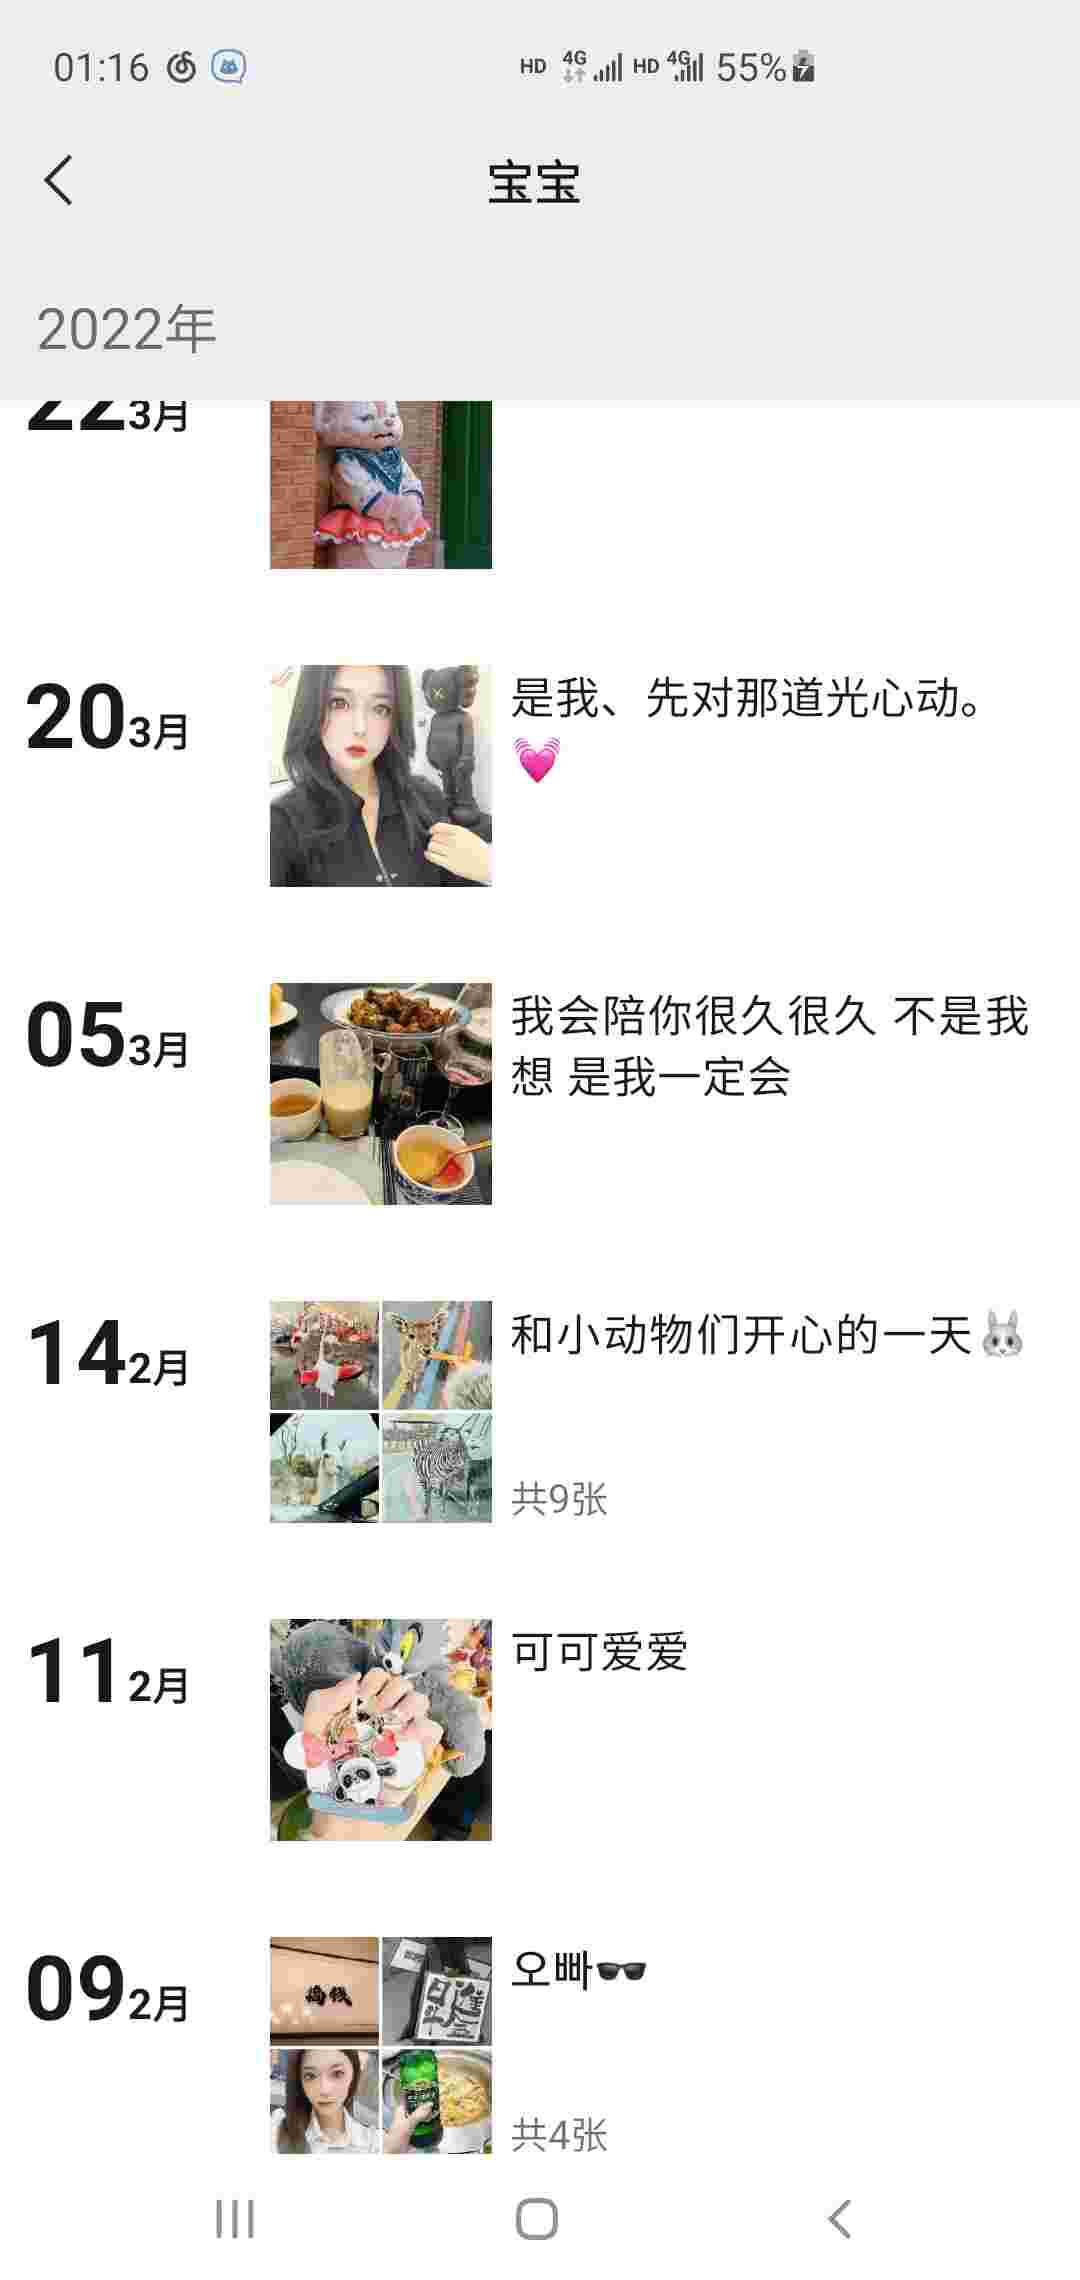 01:16
HD 4G HD 4G 55%
宝宝
2022年
22 3月
20 3月
是我、先对那道光心动。
💓
05 3月
我会陪你很久很久 不是我
想 是我一定会
14 2月
和小动物们开心的一天🐰
共9张
11 2月
可可爱爱
09 2月
오빠🕶️
搞钱
共4张